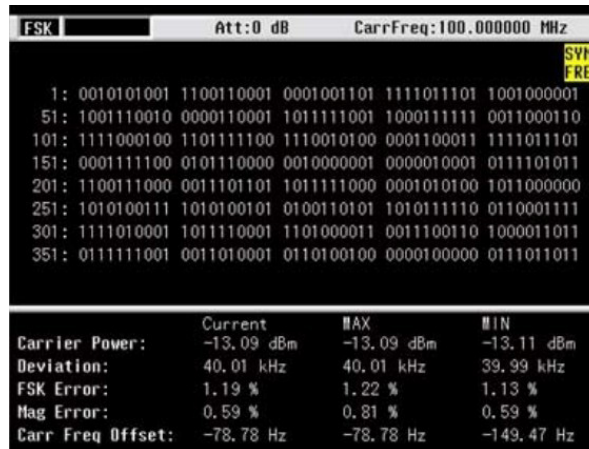 FSK Att:0 dB CarrFreq:100.000000 MHz
SYN
FRE
1: 0010101001 1100110001 0001001101 1111011101 1001000001
51: 1001110010 0000110001 1011111001 1000111111 0011000110
101: 1111000100 1101111100 1110010100 0001100011 1111011101
151: 0001111100 0101110000 0010000001 0000010001 0111101011
201: 1100111000 0011101101 1011111000 0001010100 1011000000
251: 1010100111 1010100101 0100110101 1010111110 0110001111
301: 1111010001 1011110001 1101000011 0011100110 1000011011
351: 0111111001 0011010001 0110100100 0000100000 0111011011
Current MAX MIN
Carrier Power: -13.09 dBm -13.09 dBm -13.11 dBm
Deviation: 40.01 kHz 40.01 kHz 39.99 kHz
FSK Error: 1.19 % 1.22 % 1.13 %
Mag Error: 0.59 % 0.81 % 0.59 %
Carr Freq Offset: -78.78 Hz -78.78 Hz -149.47 Hz